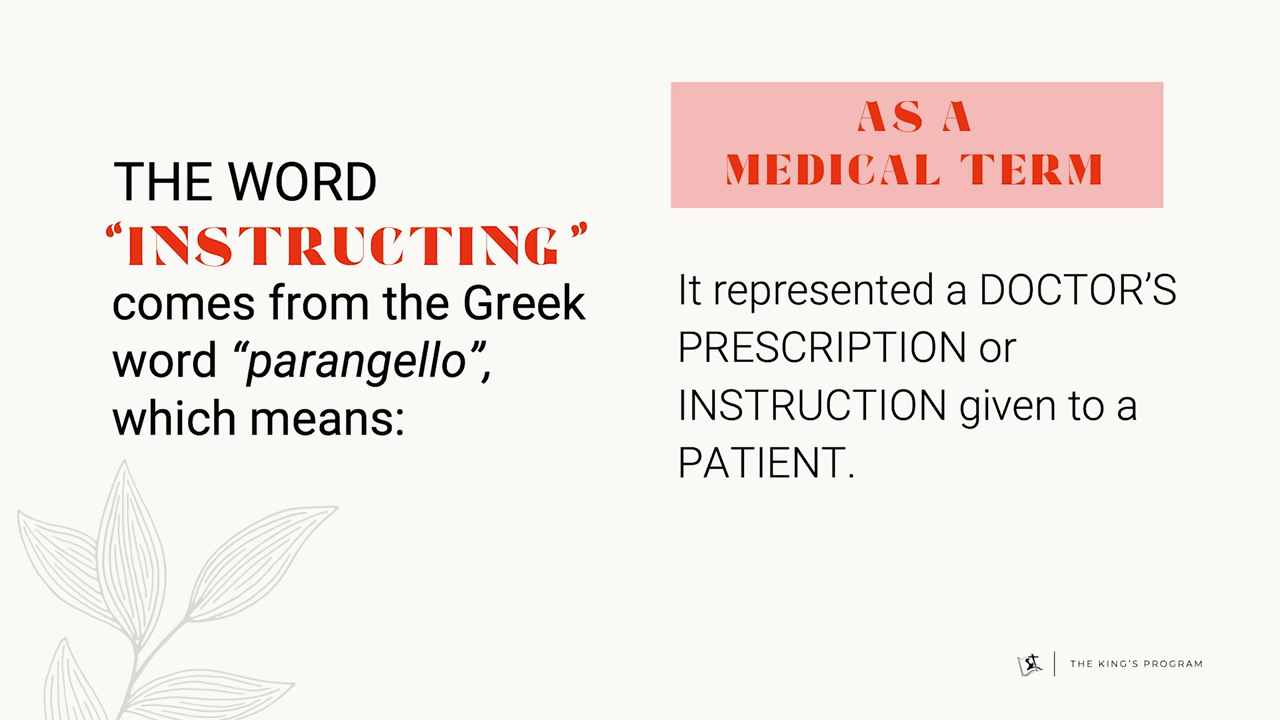 THE WORD
“INSTRUCTING”
comes from the Greek
word “parangello”,
which means:
AS A
MEDICAL TERM
It represented a DOCTOR’S
PRESCRIPTION or
INSTRUCTION given to a
PATIENT.
THE KING’S PROGRAM